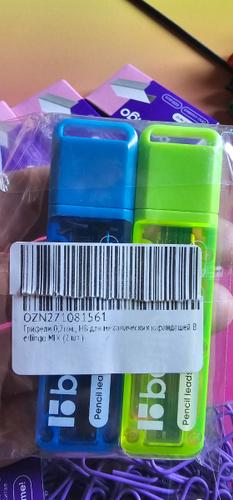 OZN271081561
Грифели 0,7мм, HB для механических карандашей B
erlingo MIX (2 шт.)
Pencil leads
Pencil leads